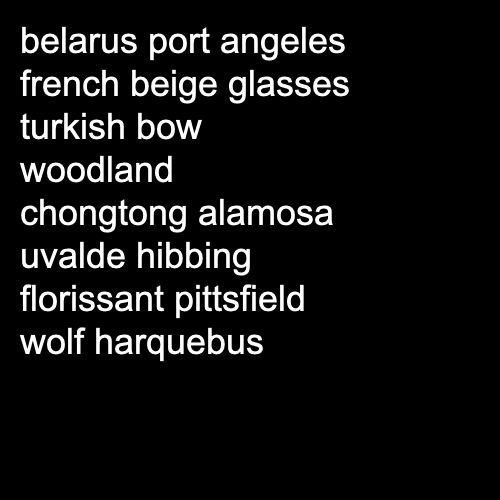 belarus port angeles
french beige glasses
turkish bow
woodland
chongtong alamosa
uvalde hibbing
florissant pittsfield
wolf harquebus